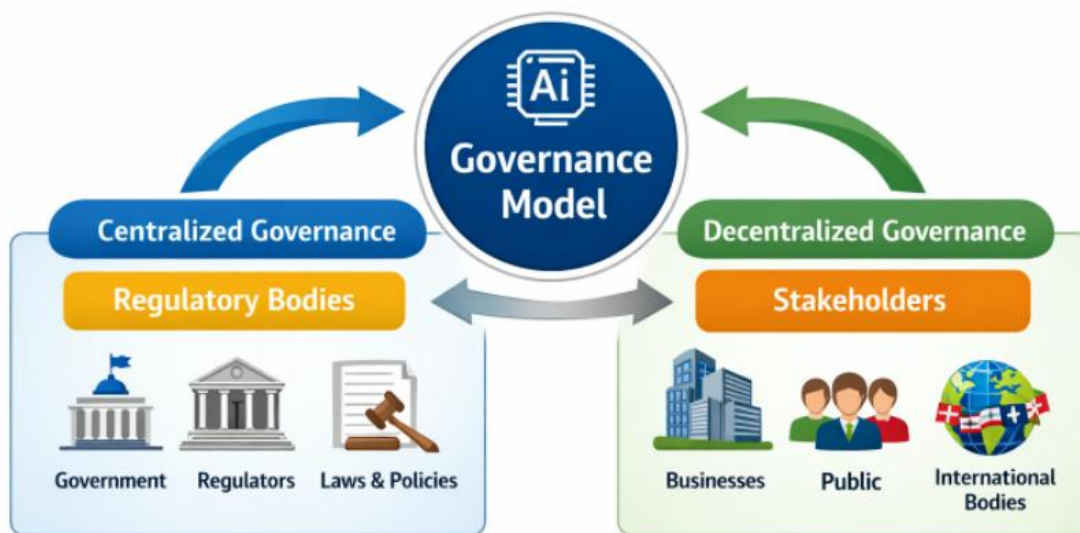 Ai
Governance
Model
Centralized Governance
Regulatory Bodies
Government
Regulators
Laws & Policies
Decentralized Governance
Stakeholders
Businesses
Public
International
Bodies